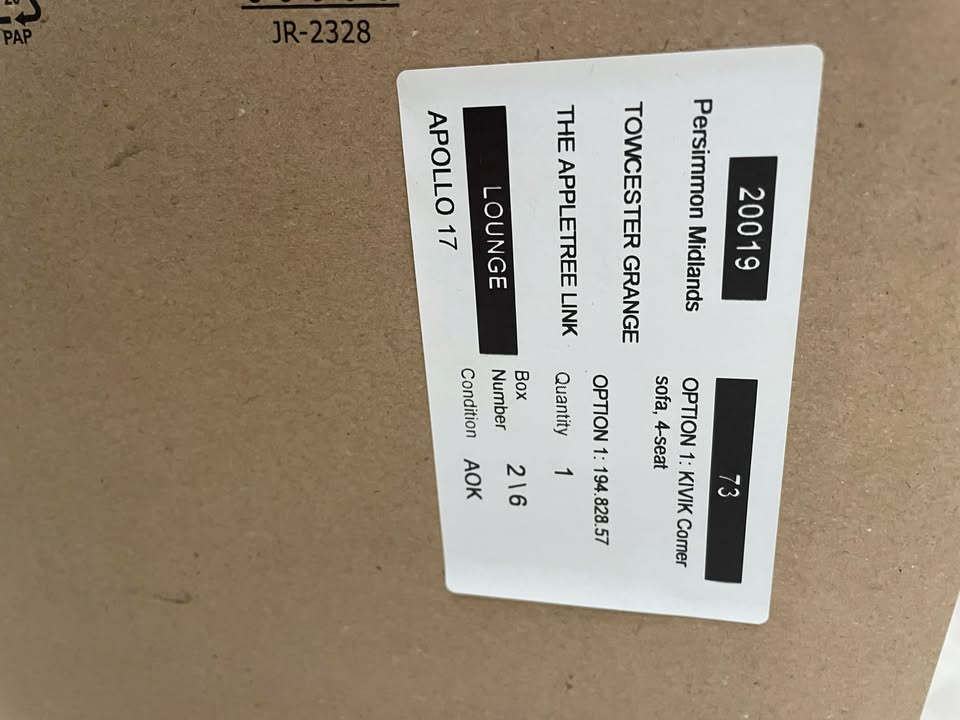 PAP
JR-2328
20019
Persimmon Midlands
TOWCESTER GRANGE
THE APPLETREE LINK
LOUNGE
APOLLO 17
73
OPTION 1: KIVIK Corner
sofa, 4-seat
OPTION 1: 194.828.57
Quantity 1
Box
Number 2\6
Condition AOK